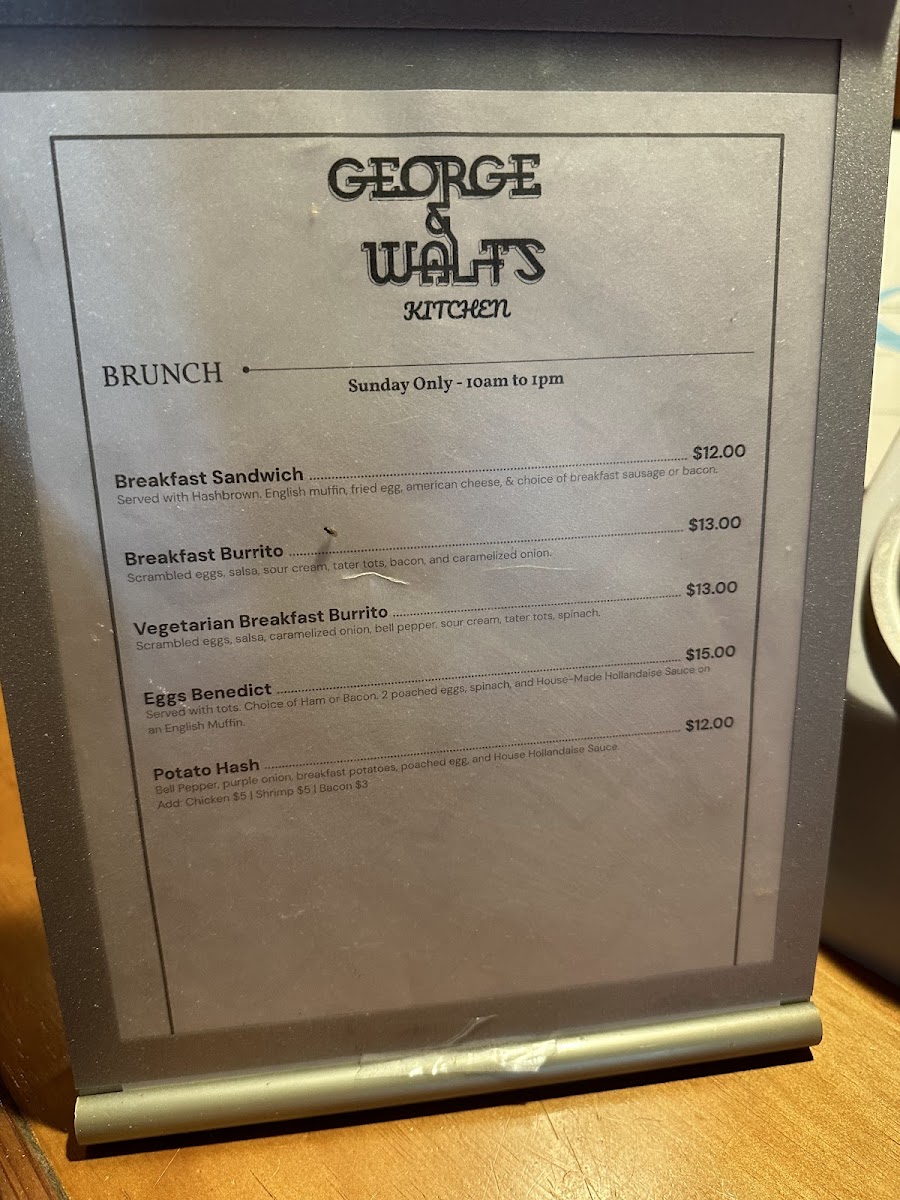 GEORGE
&
WALT'S
KITCHEN
BRUNCH
Sunday Only - 10am to 1pm
Breakfast Sandwich $12.00
Served with Hashbrown. English muffin, fried egg, american cheese, & choice of breakfast sausage or bacon.
Breakfast Burrito $13.00
Scrambled eggs, salsa, sour cream, tater tots, bacon, and caramelized onion.
Vegetarian Breakfast Burrito $13.00
Scrambled eggs, salsa, caramelized onion, bell pepper, sour cream, tater tots, spinach.
Eggs Benedict $15.00
Served with tots. Choice of Ham or Bacon, 2 poached eggs, spinach, and House-Made Hollandaise Sauce on
an English Muffin.
Potato Hash $12.00
Bell Pepper, purple onion, breakfast potatoes, poached egg, and House Hollandaise Sauce.
Add: Chicken $5 | Shrimp $5 | Bacon $3